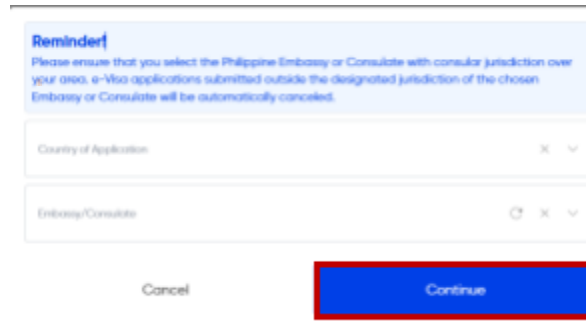 Reminder!
Please ensure that you select the Philippine Embassy or Consulate with consular jurisdiction over
your area. e-Visa applications submitted outside the designated jurisdiction of the chosen
Embassy or Consulate will be automatically canceled.
Country of Application
Embassy/Consulate
Cancel
Continue